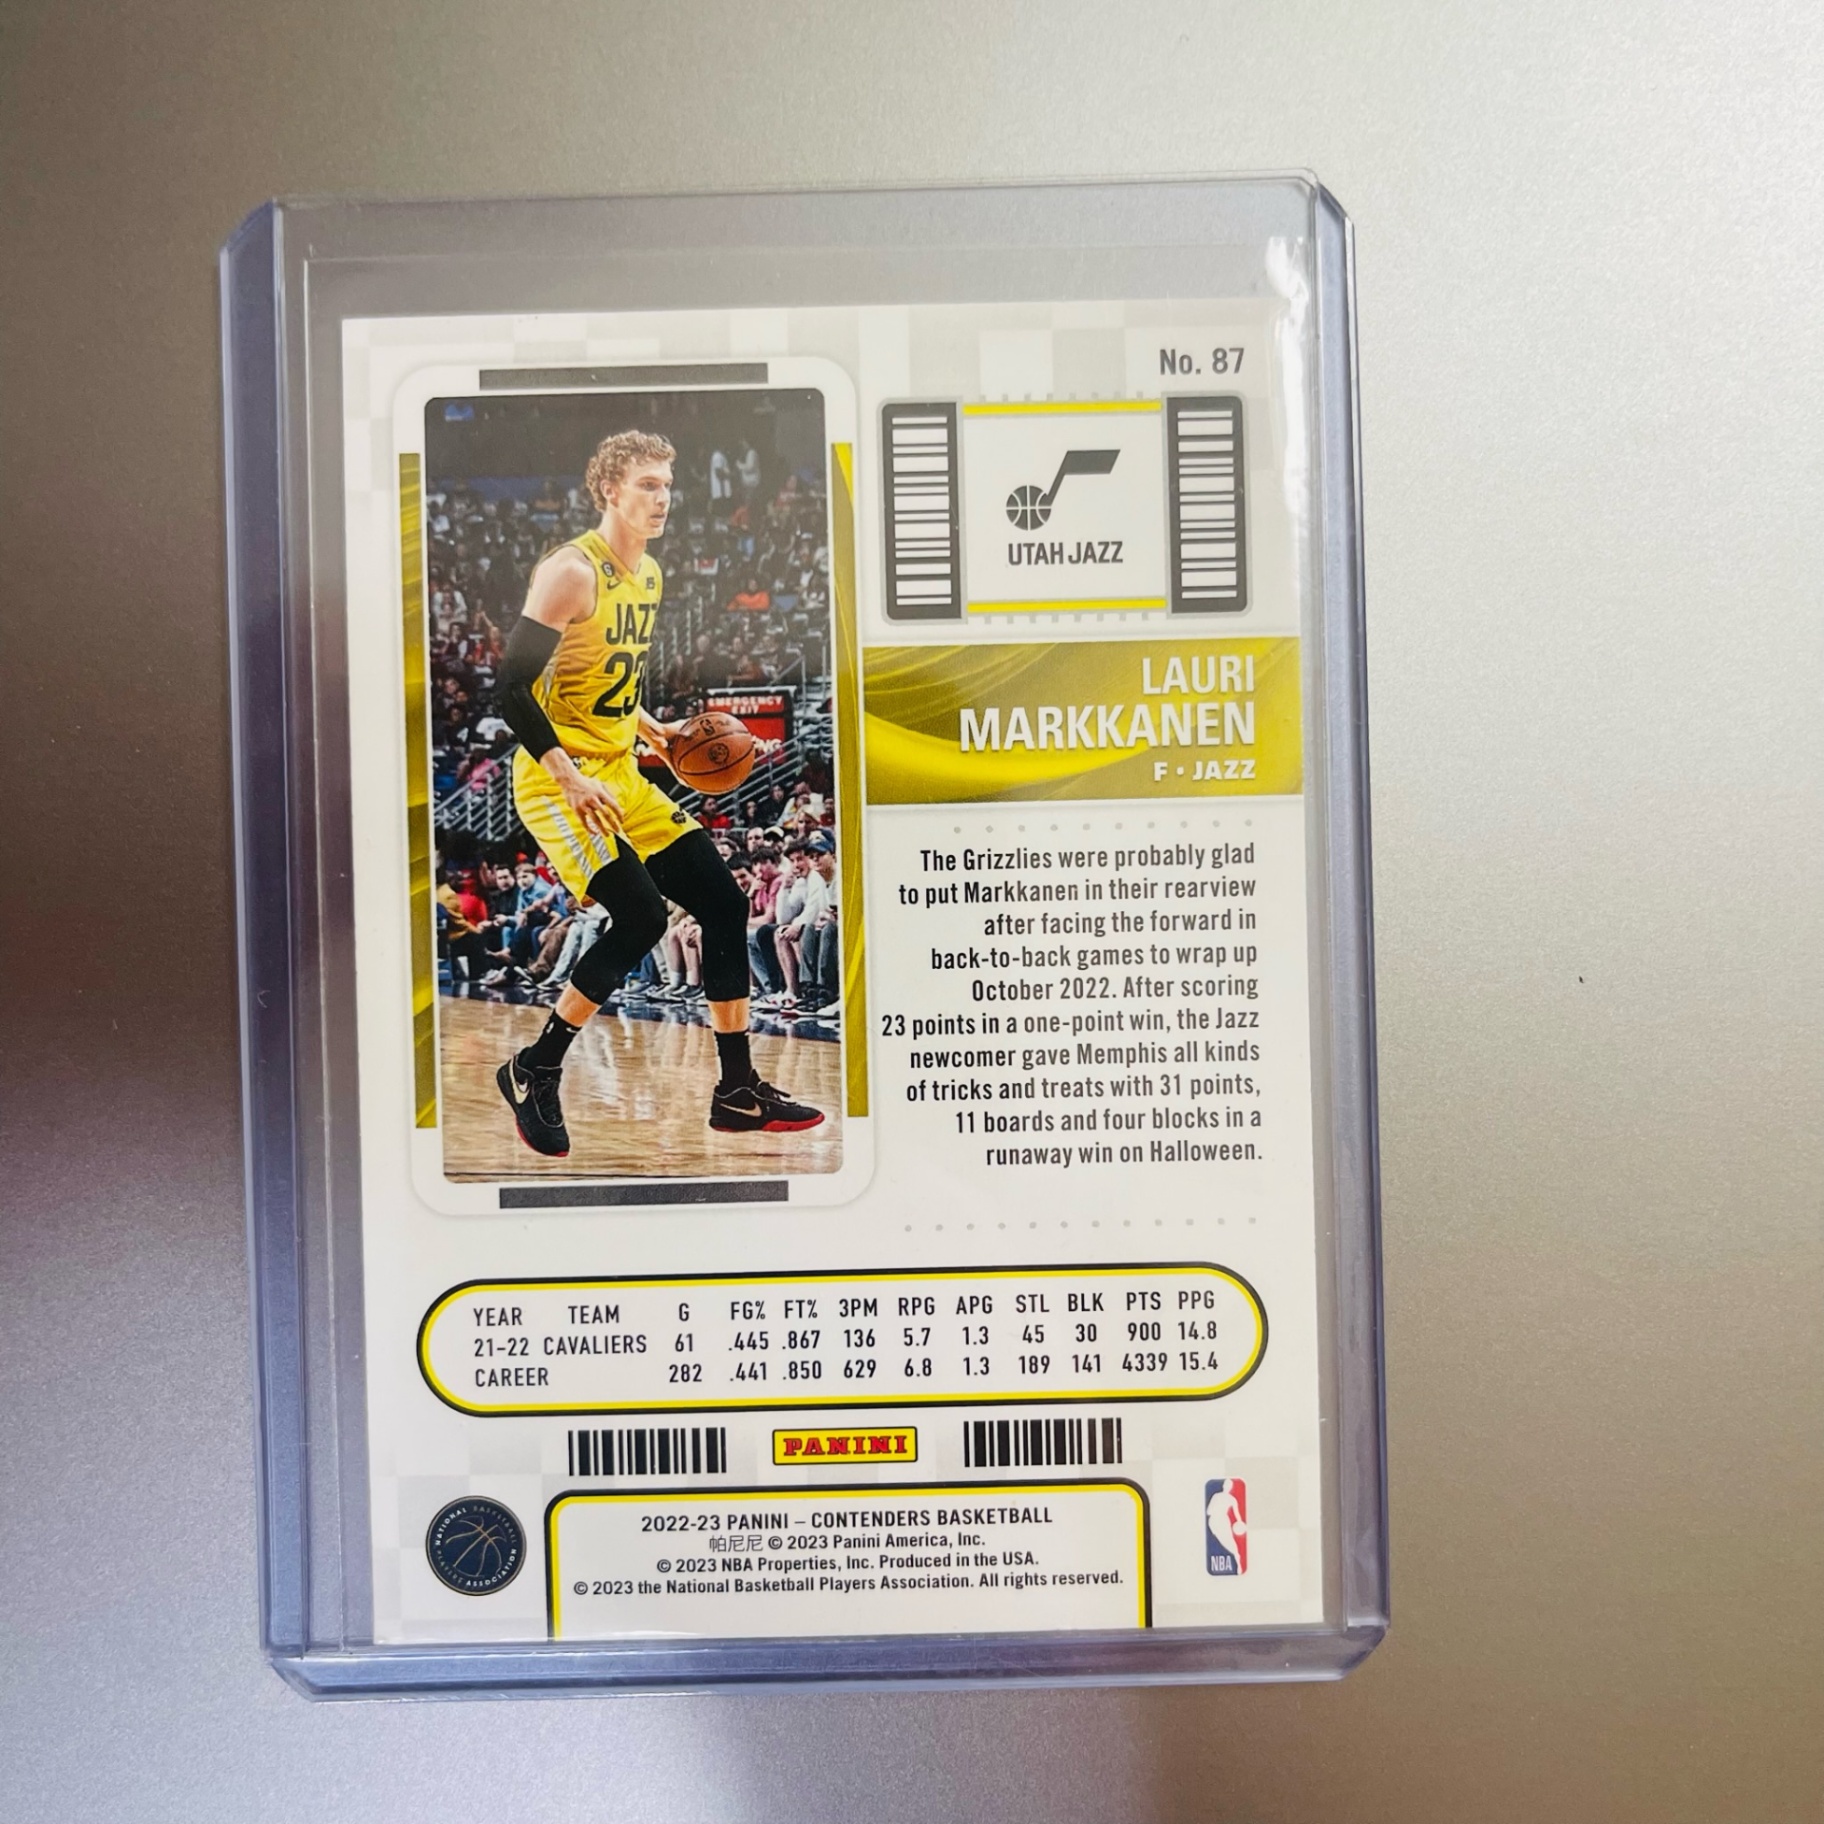 No. 87
UTAH JAZZ
JAZZ
23
EMERGENCY
EXIT
LAURI
MARKKANEN
F • JAZZ
The Grizzlies were probably glad
to put Markkanen in their rearview
after facing the forward in
back-to-back games to wrap up
October 2022. After scoring
23 points in a one-point win, the Jazz
newcomer gave Memphis all kinds
of tricks and treats with 31 points,
11 boards and four blocks in a
runaway win on Halloween.
YEAR TEAM G FG% FT% 3PM RPG APG STL BLK PTS PPG
21-22 CAVALIERS 61 .445 .867 136 5.7 1.3 45 30 900 14.8
CAREER 282 .441 .850 629 6.8 1.3 189 141 4339 15.4
PANINI
NATIONAL BASKETBALL
PLAYERS ASSOCIATION
2022-23 PANINI – CONTENDERS BASKETBALL
帕尼尼 © 2023 Panini America, Inc.
© 2023 NBA Properties, Inc. Produced in the USA.
© 2023 the National Basketball Players Association. All rights reserved.
NBA